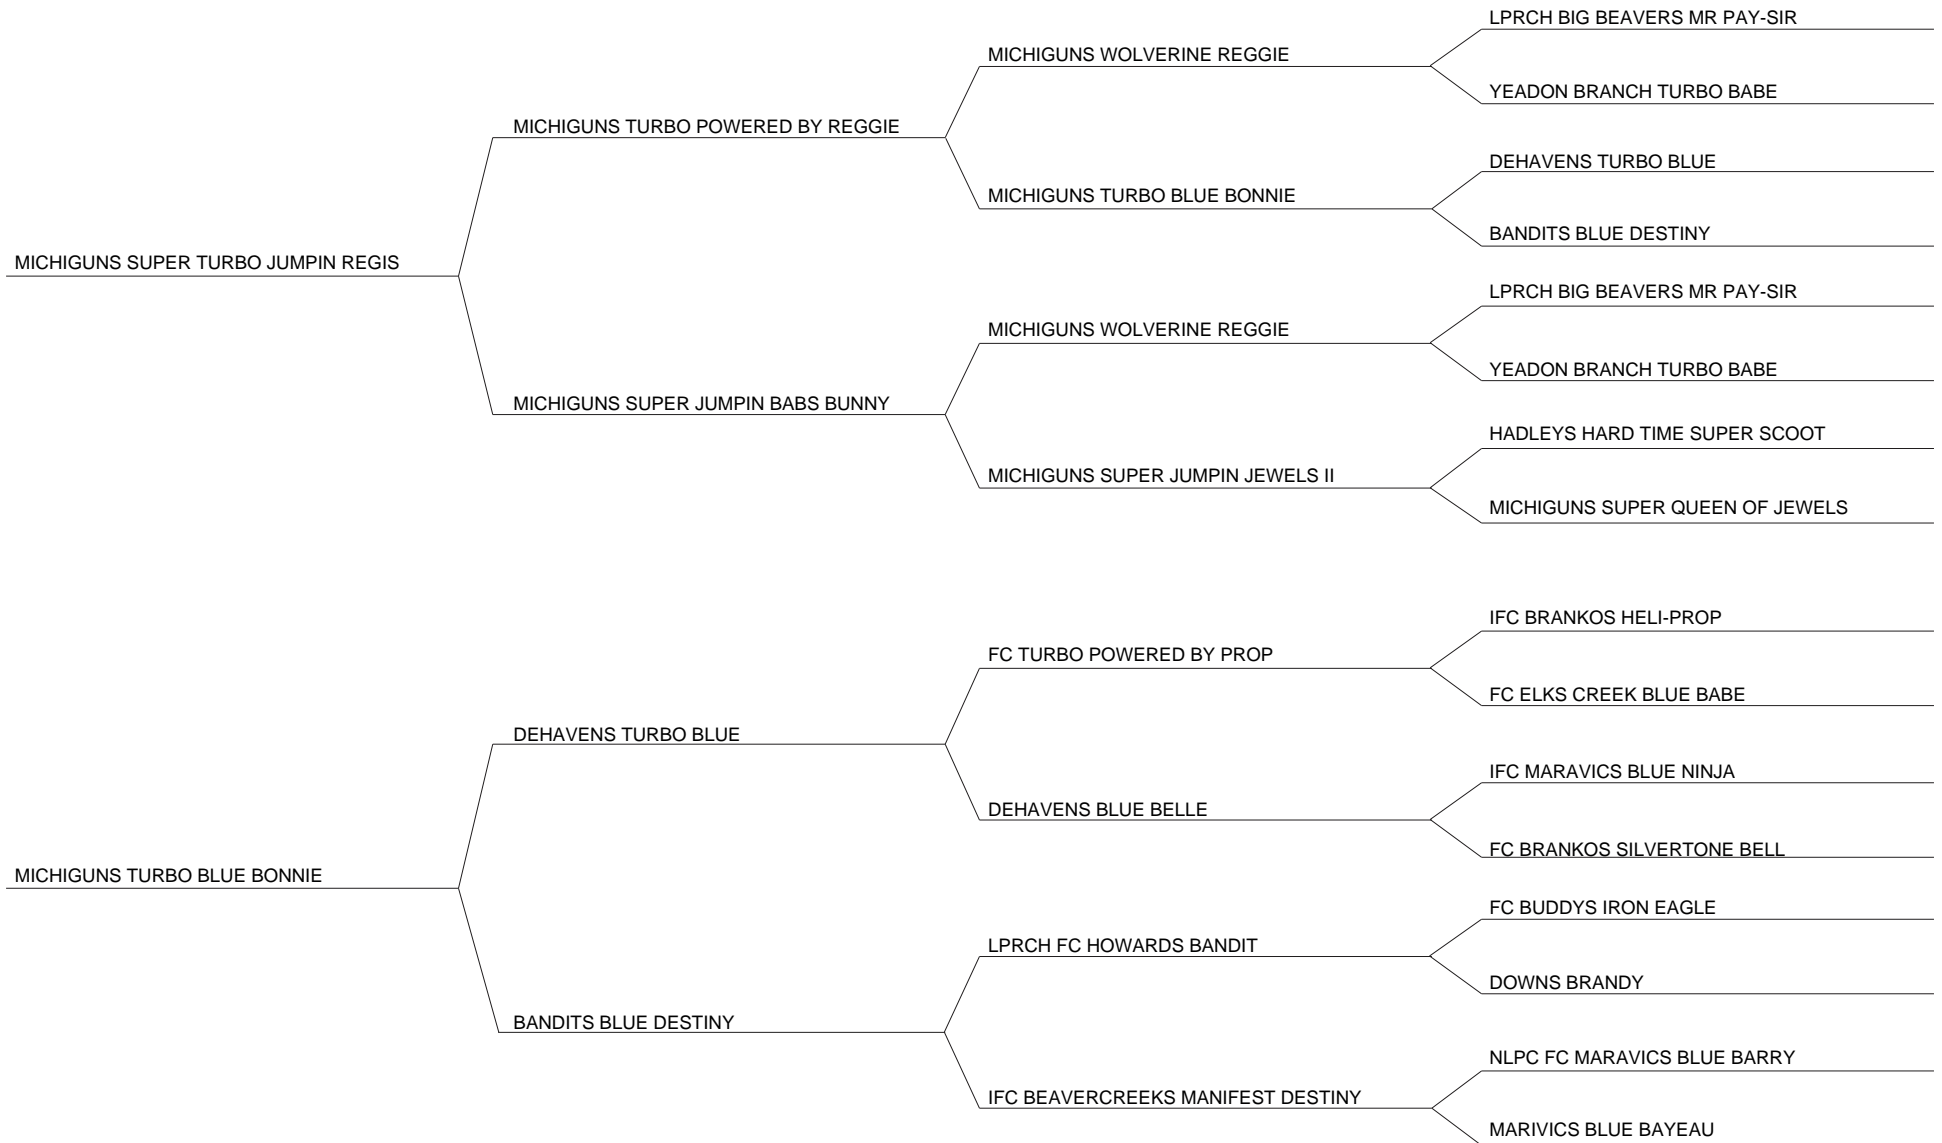 LPRCH BIG BEAVERS MR PAY-SIR
MICHIGUNS WOLVERINE REGGIE
YEADON BRANCH TURBO BABE
MICHIGUNS TURBO POWERED BY REGGIE
DEHAVENS TURBO BLUE
MICHIGUNS TURBO BLUE BONNIE
BANDITS BLUE DESTINY
MICHIGUNS SUPER TURBO JUMPIN REGIS
LPRCH BIG BEAVERS MR PAY-SIR
MICHIGUNS WOLVERINE REGGIE
YEADON BRANCH TURBO BABE
MICHIGUNS SUPER JUMPIN BABS BUNNY
HADLEYS HARD TIME SUPER SCOOT
MICHIGUNS SUPER JUMPIN JEWELS II
MICHIGUNS SUPER QUEEN OF JEWELS
IFC BRANKOS HELI-PROP
FC TURBO POWERED BY PROP
FC ELKS CREEK BLUE BABE
DEHAVENS TURBO BLUE
IFC MARAVICS BLUE NINJA
DEHAVENS BLUE BELLE
FC BRANKOS SILVERTONE BELL
MICHIGUNS TURBO BLUE BONNIE
FC BUDDYS IRON EAGLE
LPRCH FC HOWARDS BANDIT
DOWNS BRANDY
BANDITS BLUE DESTINY
NLPC FC MARAVICS BLUE BARRY
IFC BEAVERCREEKS MANIFEST DESTINY
MARIVICS BLUE BAYEAU